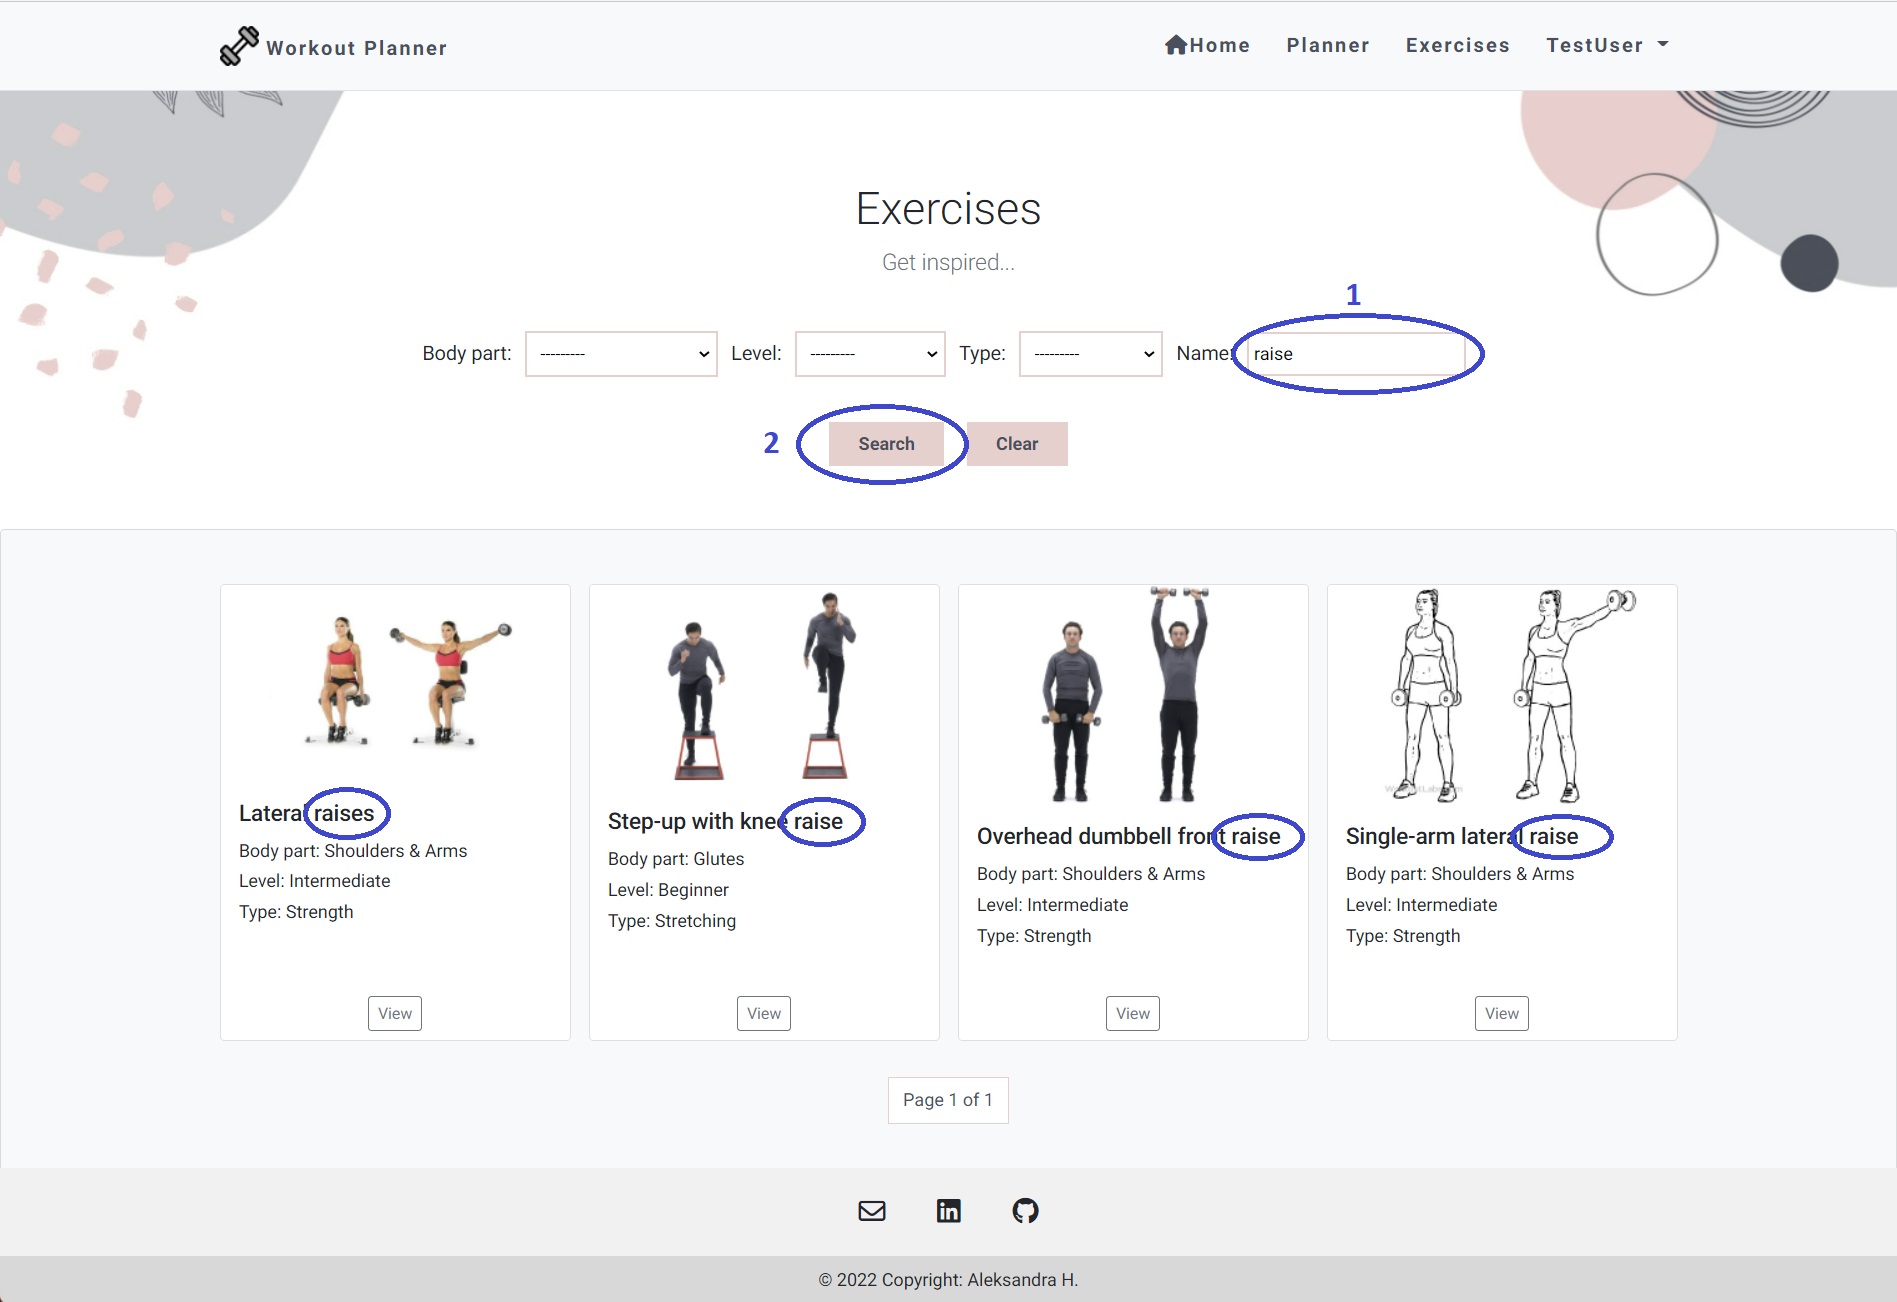 Workout Planner Home Planner Exercises TestUser
Exercises
Get inspired...
1
Body part: --------- Level: --------- Type: --------- Name: raise
2 Search Clear
Lateral raises
Body part: Shoulders & Arms
Level: Intermediate
Type: Strength
View
Step-up with knee raise
Body part: Glutes
Level: Beginner
Type: Stretching
View
Overhead dumbbell front raise
Body part: Shoulders & Arms
Level: Intermediate
Type: Strength
View
Single-arm lateral raise
Body part: Shoulders & Arms
Level: Intermediate
Type: Strength
View
Page 1 of 1
© 2022 Copyright: Aleksandra H.